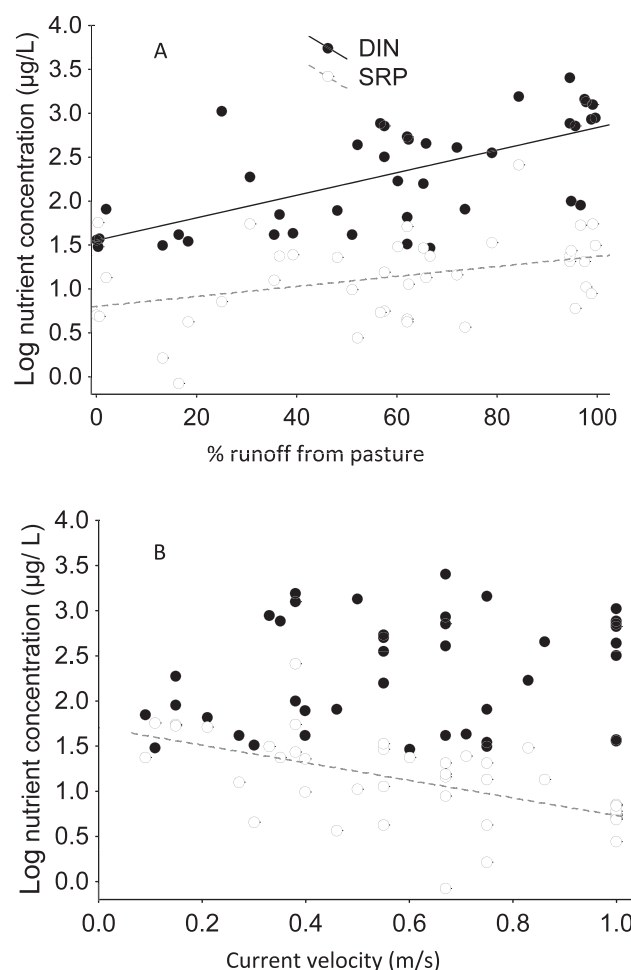 A
DIN
SRP
Log nutrient concentration (µg/L)
4.0
3.5
3.0
2.5
2.0
1.5
1.0
0.5
0.0
0 20 40 60 80 100
% runoff from pasture
B
Log nutrient concentration (µg/ L)
4.0
3.5
3.0
2.5
2.0
1.5
1.0
0.5
0.0
0.0 0.2 0.4 0.6 0.8 1.0
Current velocity (m/s)